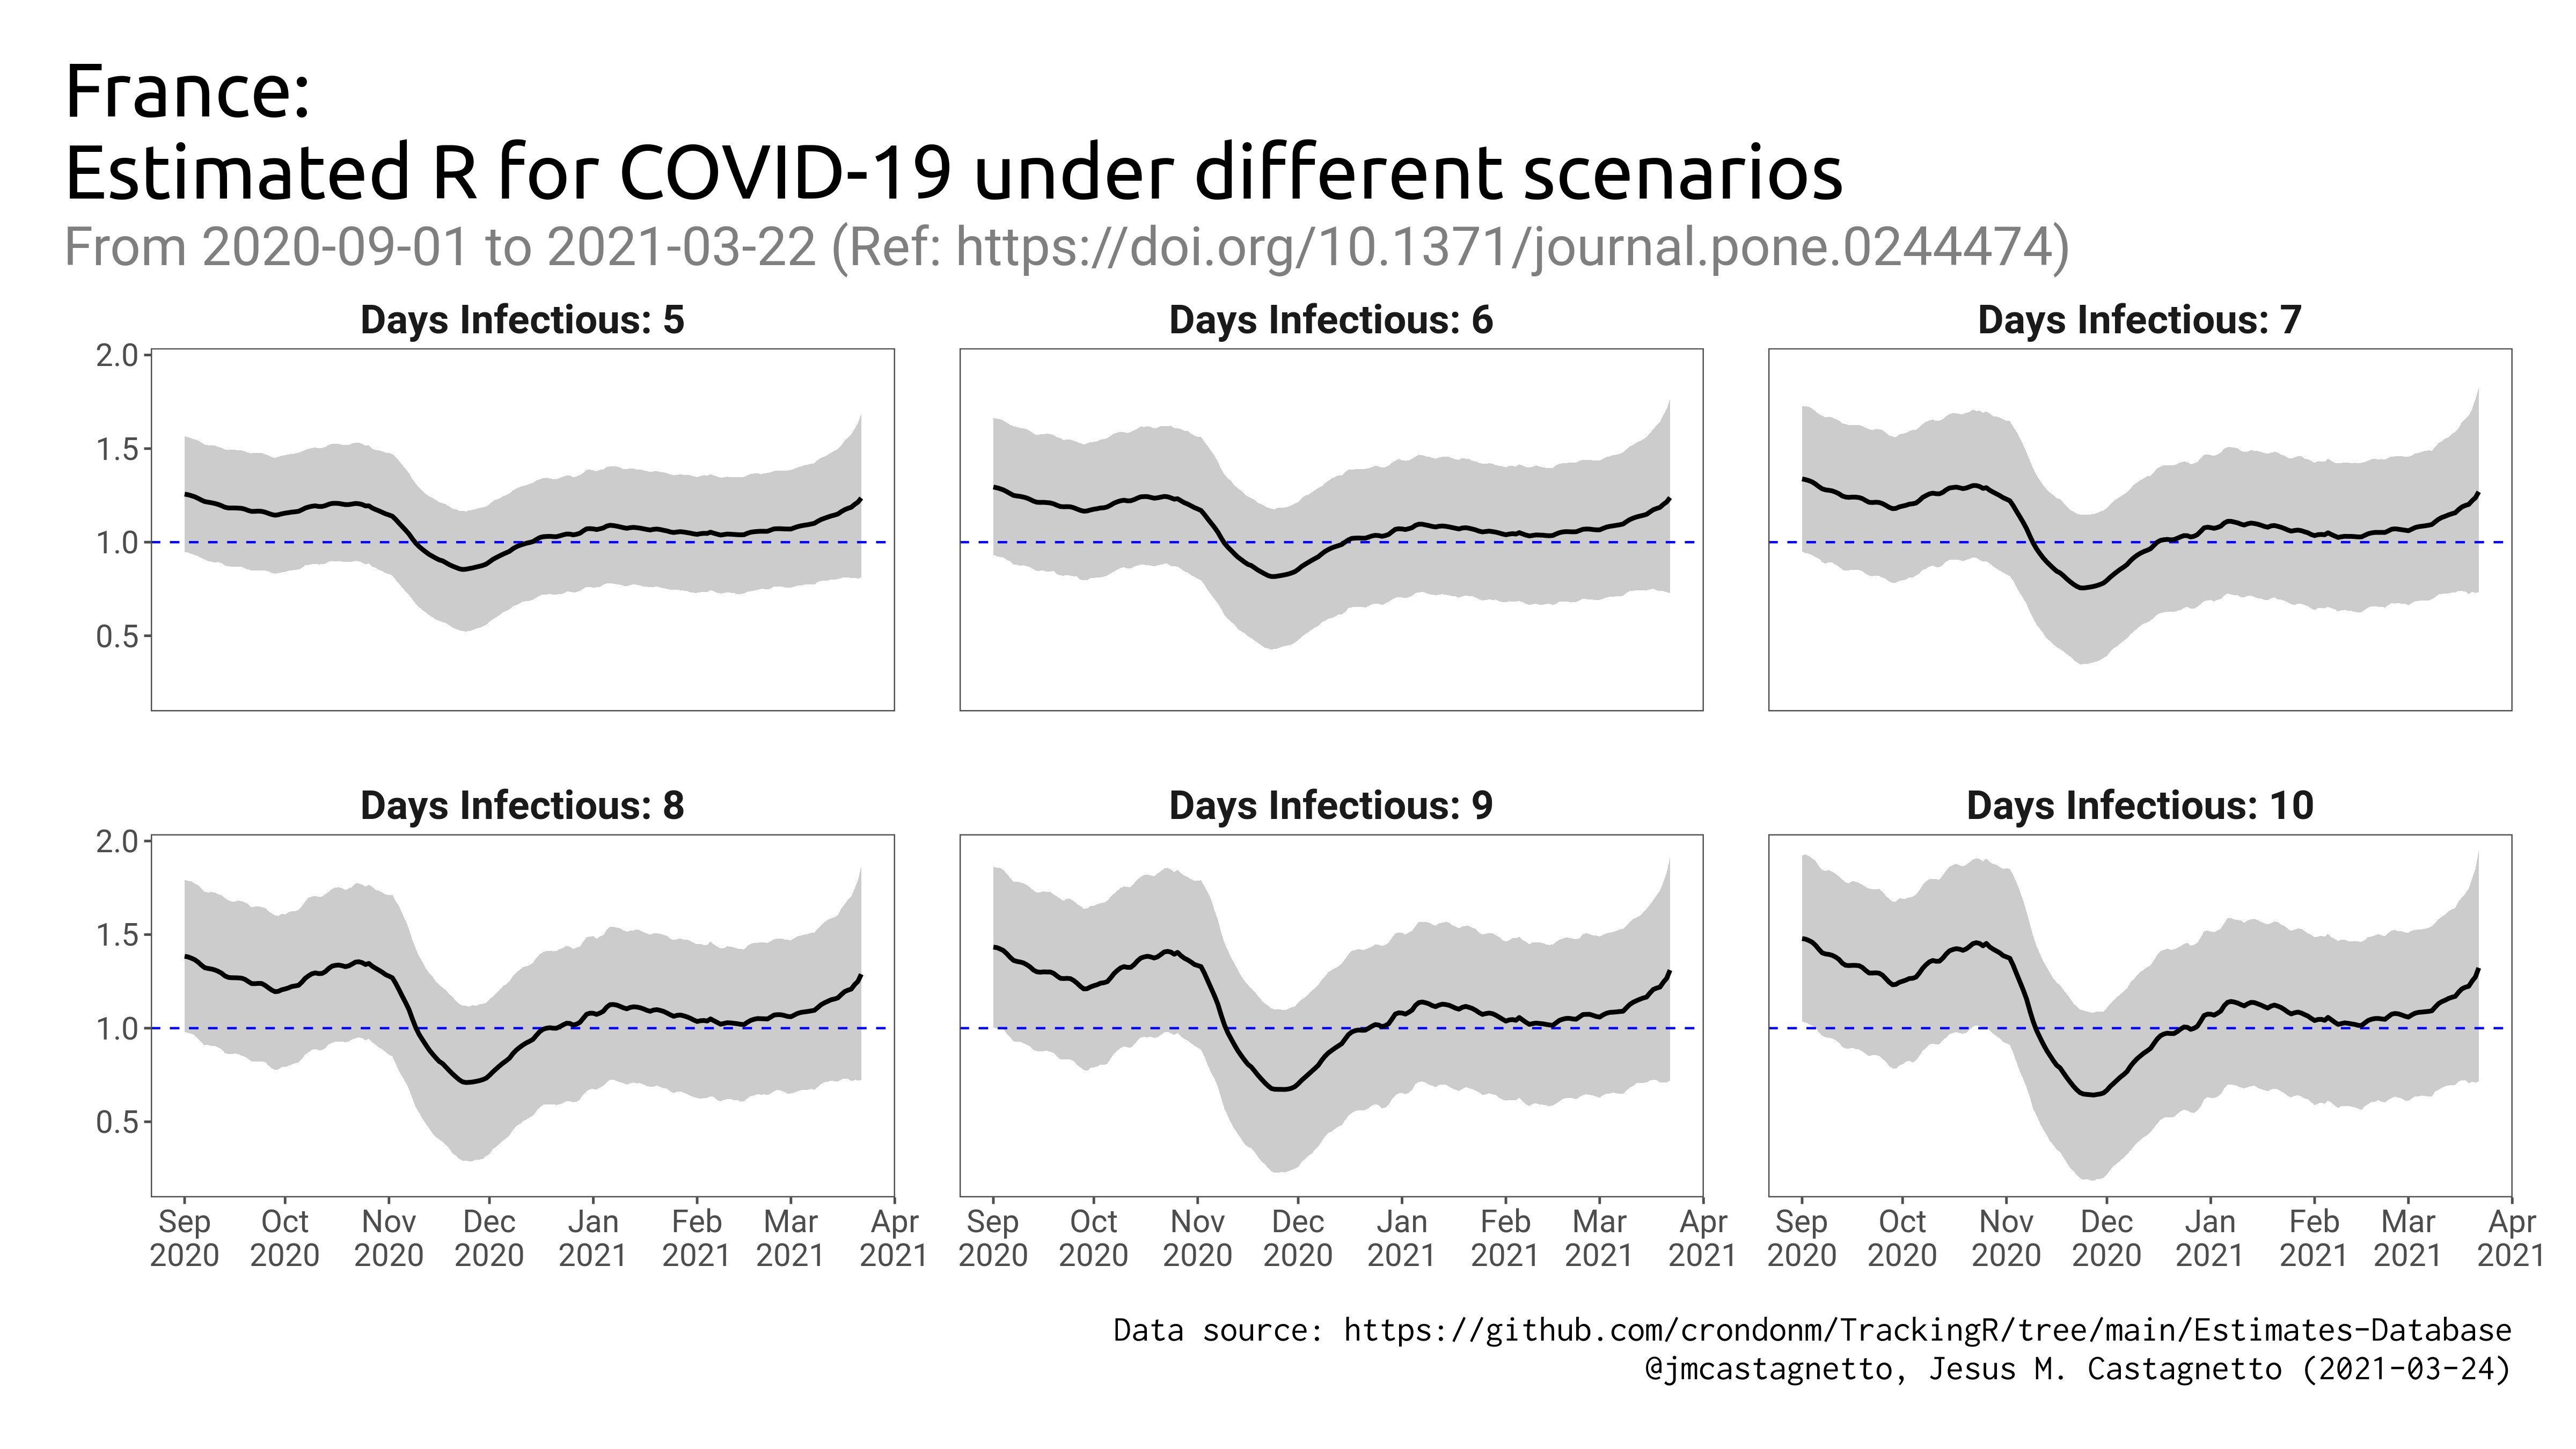 France:
Estimated R for COVID-19 under different scenarios
From 2020-09-01 to 2021-03-22 (Ref: https://doi.org/10.1371/journal.pone.0244474)
Days Infectious: 5
Days Infectious: 6
Days Infectious: 7
2.0
1.5
1.0
0.5
Days Infectious: 8
Days Infectious: 9
Days Infectious: 10
2.0
1.5
1.0
0.5
Sep Oct Nov Dec Jan Feb Mar Apr
2020 2020 2020 2020 2021 2021 2021 2021
Sep Oct Nov Dec Jan Feb Mar Apr
2020 2020 2020 2020 2021 2021 2021 2021
Sep Oct Nov Dec Jan Feb Mar Apr
2020 2020 2020 2020 2021 2021 2021 2021
Data source: https://github.com/crondonm/TrackingR/tree/main/Estimates-Database
@jmcastagnetto, Jesus M. Castagnetto (2021-03-24)